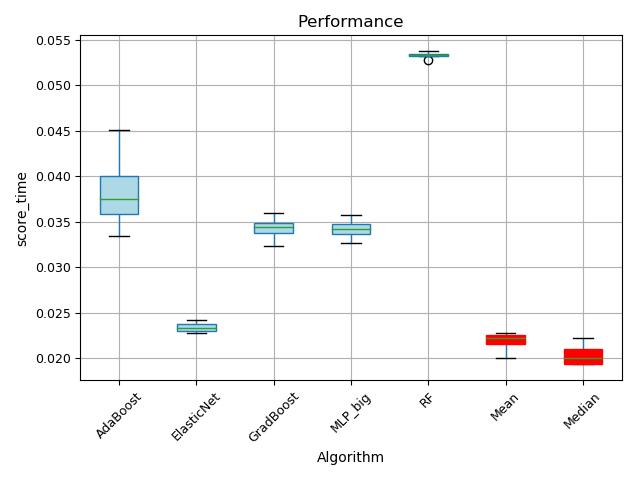 Performance
0.055
0.050
0.045
0.040
0.035
0.030
0.025
0.020
score_time
AdaBoost
ElasticNet
GradBoost
MLP_big
RF
Mean
Median
Algorithm